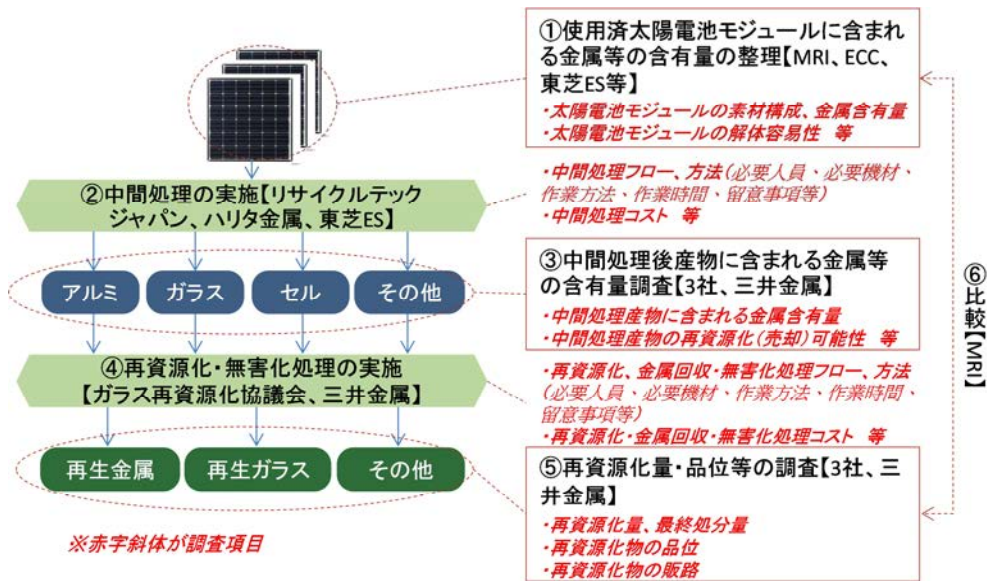 ①使用済太陽電池モジュールに含まれ
る金属等の含有量の整理【MRI、ECC、
東芝ES等】
・太陽電池モジュールの素材構成、金属含有量
・太陽電池モジュールの解体容易性 等
②中間処理の実施【リサイクルテック
ジャパン、ハリタ金属、東芝ES】
・中間処理フロー、方法（必要人員、必要機材、
作業方法、作業時間、留意事項等）
・中間処理コスト 等
アルミ
ガラス
セル
その他
③中間処理後産物に含まれる金属等
の含有量調査【3社、三井金属】
・中間処理産物に含まれる金属含有量
・中間処理産物の再資源化（売却）可能性 等
④再資源化・無害化処理の実施
【ガラス再資源化協議会、三井金属】
・再資源化、金属回収・無害化処理フロー、方法
（必要人員、必要機材、作業方法、作業時間、
留意事項等）
・再資源化・金属回収・無害化処理コスト 等
再生金属
再生ガラス
その他
⑤再資源化量・品位等の調査【3社、三
井金属】
・再資源化量、最終処分量
・再資源化物の品位
・再資源化物の販路
⑥比較【MRI】
※赤字斜体が調査項目